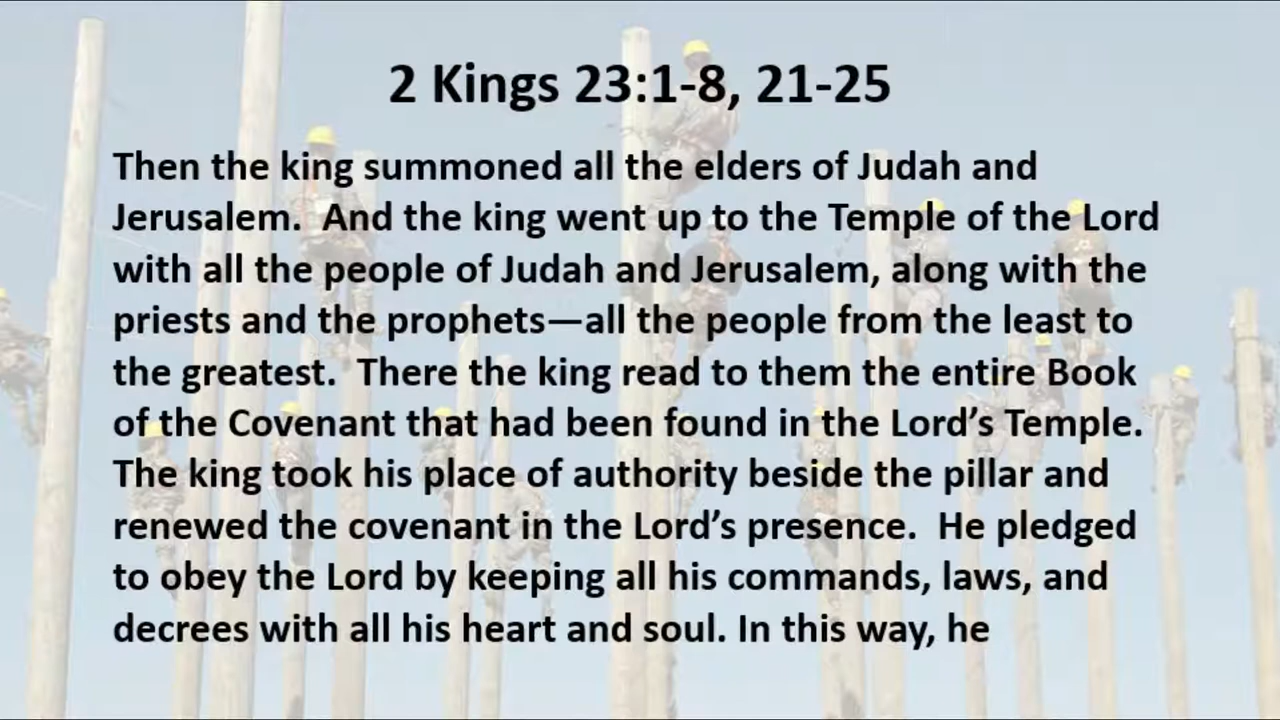 2 Kings 23:1-8, 21-25
Then the king summoned all the elders of Judah and
Jerusalem.  And the king went up to the Temple of the Lord
with all the people of Judah and Jerusalem, along with the
priests and the prophets—all the people from the least to
the greatest.  There the king read to them the entire Book
of the Covenant that had been found in the Lord’s Temple.
The king took his place of authority beside the pillar and
renewed the covenant in the Lord’s presence.  He pledged
to obey the Lord by keeping all his commands, laws, and
decrees with all his heart and soul. In this way, he